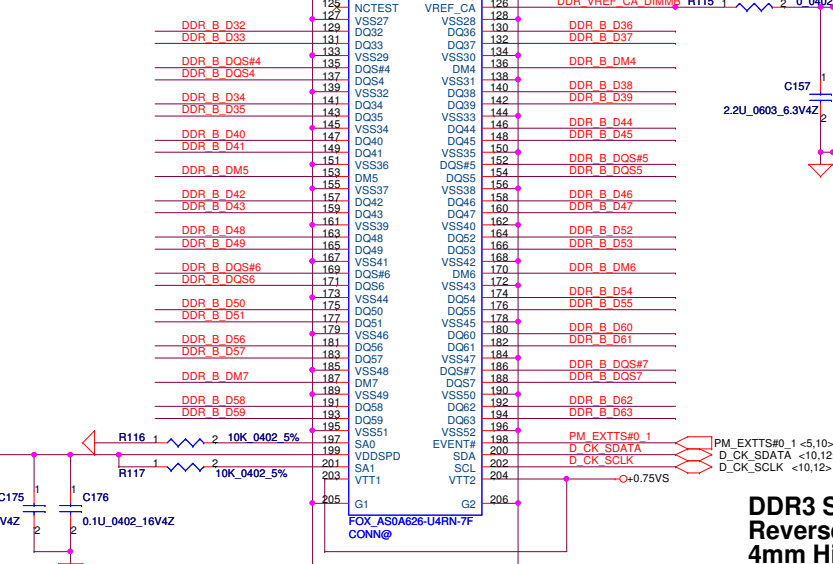 125 NCTEST VREF_CA 126 DDR_VREF_CA_DIMMB R115 1 2 0_0402
127 VSS27 VSS28 128
DDR_B_D32 129 DQ32 DQ36 130 DDR_B_D36
DDR_B_D33 131 DQ33 DQ37 132 DDR_B_D37
133 VSS29 VSS30 134
DDR_B_DQS#4 135 DQS#4 DM4 136 DDR_B_DM4
DDR_B_DQS4 137 DQS4 VSS31 138
139 VSS32 DQ38 140 DDR_B_D38
DDR_B_D34 141 DQ34 DQ39 142 DDR_B_D39
DDR_B_D35 143 DQ35 VSS33 144
145 VSS34 DQ44 146 DDR_B_D44
DDR_B_D40 147 DQ40 DQ45 148 DDR_B_D45
DDR_B_D41 149 DQ41 VSS35 150
151 VSS36 DQS#5 152 DDR_B_DQS#5
DDR_B_DM5 153 DM5 DQS5 154 DDR_B_DQS5
155 VSS37 VSS38 156
DDR_B_D42 157 DQ42 DQ46 158 DDR_B_D46
DDR_B_D43 159 DQ43 DQ47 160 DDR_B_D47
161 VSS39 VSS40 162
DDR_B_D48 163 DQ48 DQ52 164 DDR_B_D52
DDR_B_D49 165 DQ49 DQ53 166 DDR_B_D53
167 VSS41 VSS42 168
DDR_B_DQS#6 169 DQS#6 DM6 170 DDR_B_DM6
DDR_B_DQS6 171 DQS6 VSS43 172
173 VSS44 DQ54 174 DDR_B_D54
DDR_B_D50 175 DQ50 DQ55 176 DDR_B_D55
DDR_B_D51 177 DQ51 VSS45 178
179 VSS46 DQ60 180 DDR_B_D60
DDR_B_D56 181 DQ56 DQ61 182 DDR_B_D61
DDR_B_D57 183 DQ57 VSS47 184
185 VSS48 DQS#7 186 DDR_B_DQS#7
DDR_B_DM7 187 DM7 DQS7 188 DDR_B_DQS7
189 VSS49 VSS50 190
DDR_B_D58 191 DQ58 DQ62 192 DDR_B_D62
DDR_B_D59 193 DQ59 DQ63 194 DDR_B_D63
195 VSS51 VSS52 196
R116 1 2 10K_0402_5% 197 SA0 EVENT# 198 PM_EXTTS#0_1 PM_EXTTS#0_1 <5,10>
199 VDDSPD SDA 200 D_CK_SDATA D_CK_SDATA <10,12
R117 1 2 10K_0402_5% 201 SA1 SCL 202 D_CK_SCLK D_CK_SCLK <10,12>
203 VTT1 VTT2 204 +0.75VS
205 G1 G2 206
FOX_AS0A626-U4RN-7F
CONN@
1
C157
2.2U_0603_6.3V4Z
2
1 1
C175 C176
V4Z 0.1U_0402_16V4Z
2 2
DDR3 S
Reverse
4mm Hi